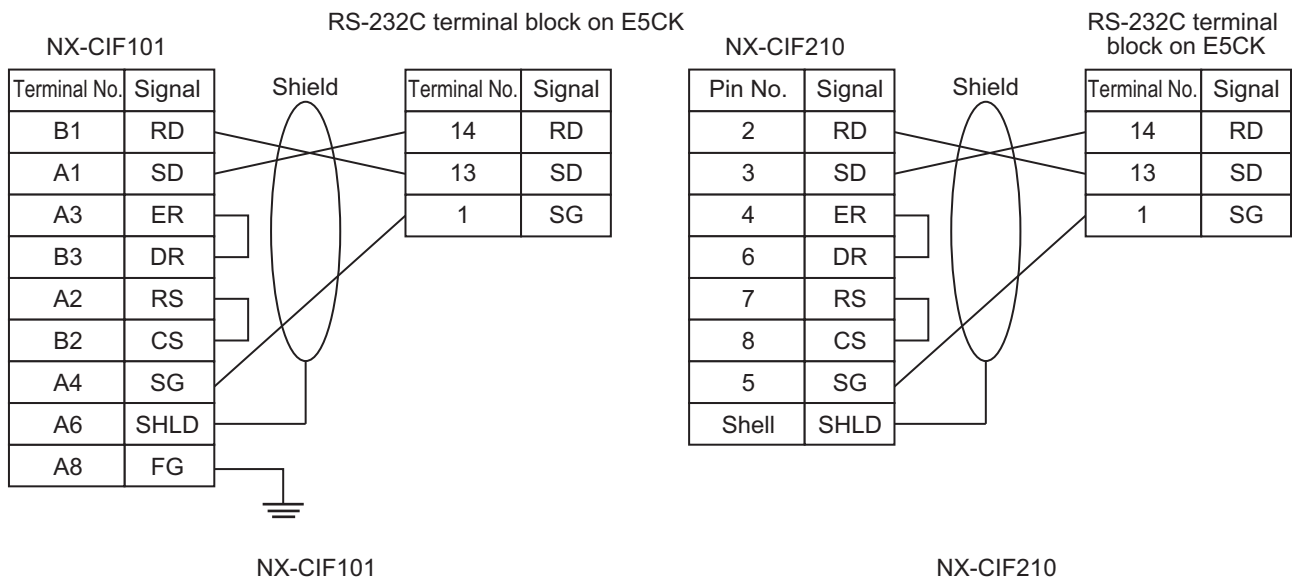 RS-232C terminal block on E5CK
NX-CIF101
Terminal No. Signal
B1 RD
A1 SD
A3 ER
B3 DR
A2 RS
B2 CS
A4 SG
A6 SHLD
A8 FG
Shield
Terminal No. Signal
14 RD
13 SD
1 SG
NX-CIF101
RS-232C terminal
block on E5CK
NX-CIF210
Pin No. Signal
2 RD
3 SD
4 ER
6 DR
7 RS
8 CS
5 SG
Shell SHLD
Shield
Terminal No. Signal
14 RD
13 SD
1 SG
NX-CIF210